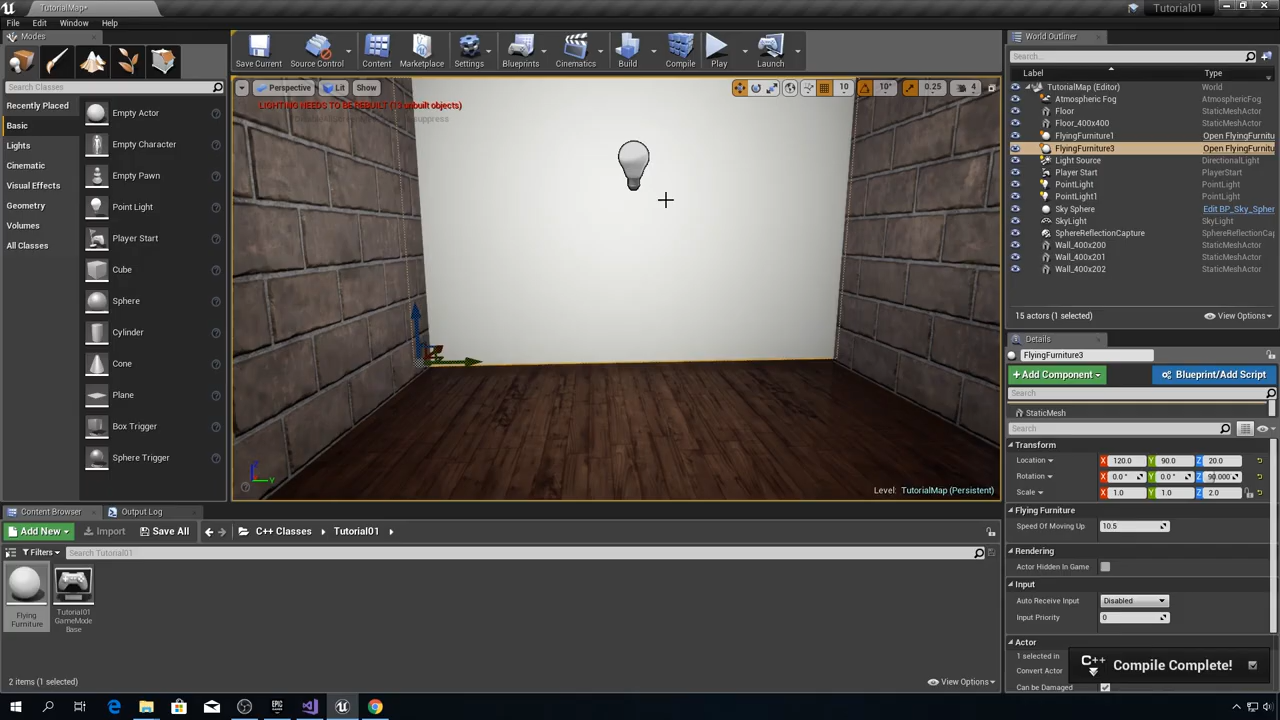 TutorialMap*
Tutorial01
File Edit Window Help
Modes
World Outliner
Search Classes
Save Current
Source Control
Content
Marketplace
Settings
Blueprints
Cinematics
Build
Compile
Play
Launch
Search...
Label
Type
Recently Placed
Basic
Lights
Cinematic
Visual Effects
Geometry
Volumes
All Classes
Empty Actor
Empty Character
Empty Pawn
Point Light
Player Start
Cube
Sphere
Cylinder
Cone
Plane
Box Trigger
Sphere Trigger
Perspective
Lit
Show
10
10°
0.25
4
LIGHTING NEEDS TO BE REBUILT (13 unbuilt objects)
suppress
Level: TutorialMap (Persistent)
TutorialMap (Editor) World
Atmospheric Fog AtmosphericFog
Floor StaticMeshActor
Floor_400x400 StaticMeshActor
FlyingFurniture1 Open FlyingFurnitu
FlyingFurniture3 Open FlyingFurnitu
Light Source DirectionalLight
Player Start PlayerStart
PointLight PointLight
PointLight1 PointLight
Sky Sphere Edit BP_Sky_Spher
SkyLight SkyLight
SphereReflectionCapture SphereReflectionCa
Wall_400x200 StaticMeshActor
Wall_400x201 StaticMeshActor
Wall_400x202 StaticMeshActor
15 actors (1 selected)
View Options
Details
FlyingFurniture3
+Add Component
Blueprint/Add Script
Search
StaticMesh
Search
Transform
Location X 120.0 Y 90.0 Z 20.0
Rotation X 0.0 ° Y 0.0 ° Z 90.000
Scale X 1.0 Y 1.0 Z 2.0
Flying Furniture
Speed Of Moving Up 10.5
Rendering
Actor Hidden In Game
Input
Auto Receive Input Disabled
Input Priority 0
Actor
1 selected in
Convert Actor
Can be Damaged
C++ Compile Complete!
Content Browser
Output Log
Add New
Import
Save All
C++ Classes
Tutorial01
Filters
Search Tutorial01
Flying
Furniture
Tutorial01
GameMode
Base
2 items (1 selected)
View Options